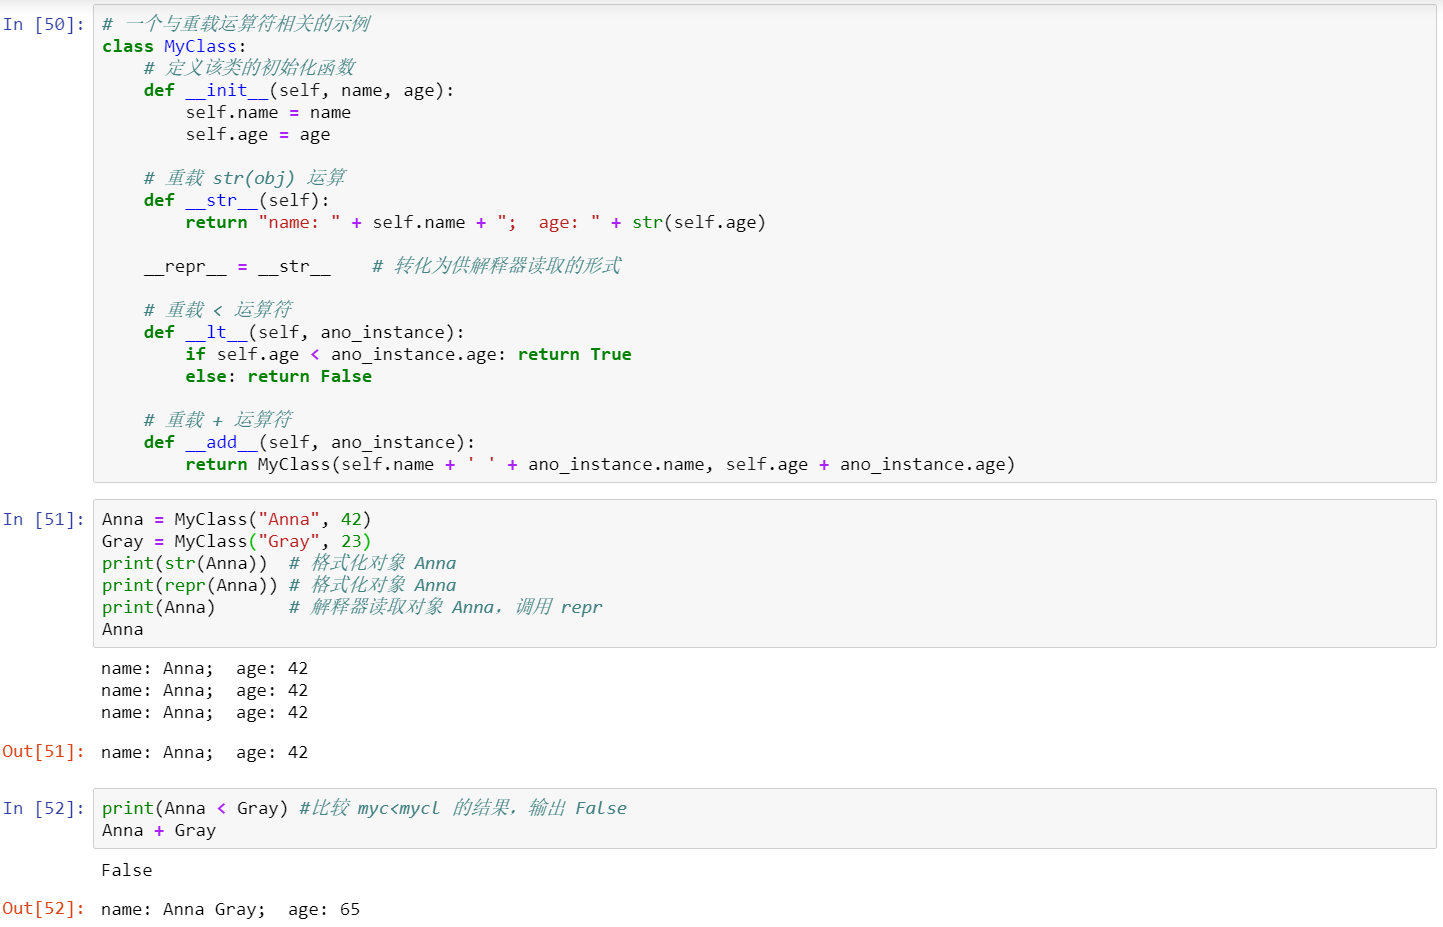 In [50]: # 一个与重载运算符相关的示例
class MyClass:
    # 定义该类的初始化函数
    def __init__(self, name, age):
        self.name = name
        self.age = age

    # 重载 str(obj) 运算
    def __str__(self):
        return "name: " + self.name + ";  age: " + str(self.age)

    __repr__ = __str__    # 转化为供解释器读取的形式

    # 重载 < 运算符
    def __lt__(self, ano_instance):
        if self.age < ano_instance.age: return True
        else: return False

    # 重载 + 运算符
    def __add__(self, ano_instance):
        return MyClass(self.name + ' ' + ano_instance.name, self.age + ano_instance.age)

In [51]: Anna = MyClass("Anna", 42)
Gray = MyClass("Gray", 23)
print(str(Anna))  # 格式化对象 Anna
print(repr(Anna)) # 格式化对象 Anna
print(Anna)       # 解释器读取对象 Anna，调用 repr
Anna

name: Anna;  age: 42
name: Anna;  age: 42
name: Anna;  age: 42

Out[51]: name: Anna;  age: 42

In [52]: print(Anna < Gray) #比较 myc<mycl 的结果，输出 False
Anna + Gray

False

Out[52]: name: Anna Gray;  age: 65